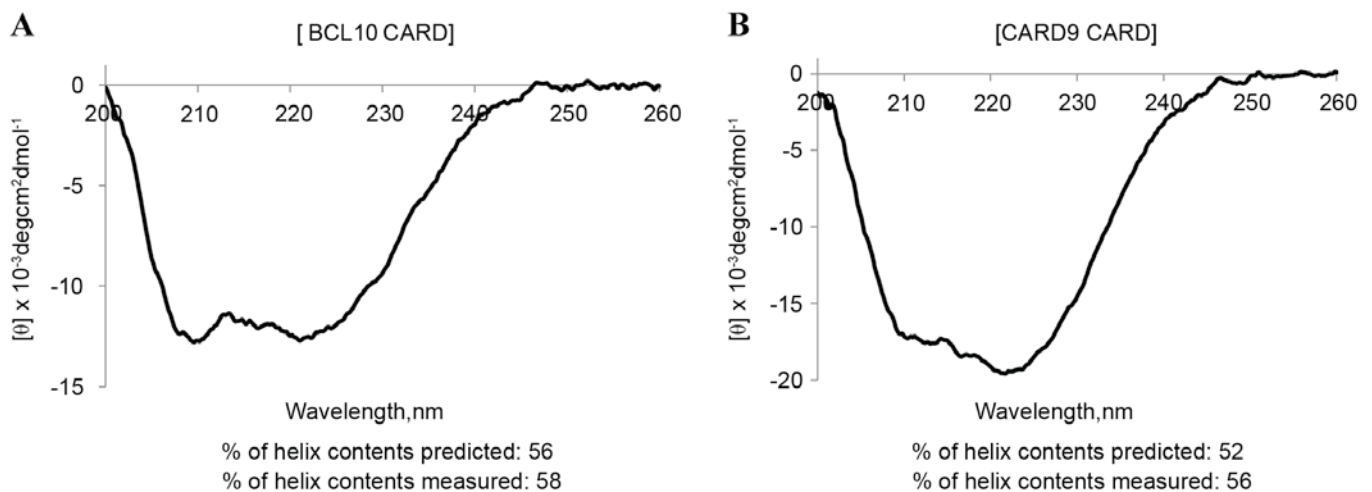 A
[ BCL10 CARD]
0
200 210 220 230 240 250 260
-5
-10
-15
[θ] x 10⁻³degcm²dmol⁻¹
Wavelength,nm
% of helix contents predicted: 56
% of helix contents measured: 58
B
[CARD9 CARD]
0
200 210 220 230 240 250 260
-5
-10
-15
-20
[θ] x 10⁻³degcm²dmol⁻¹
Wavelength,nm
% of helix contents predicted: 52
% of helix contents measured: 56